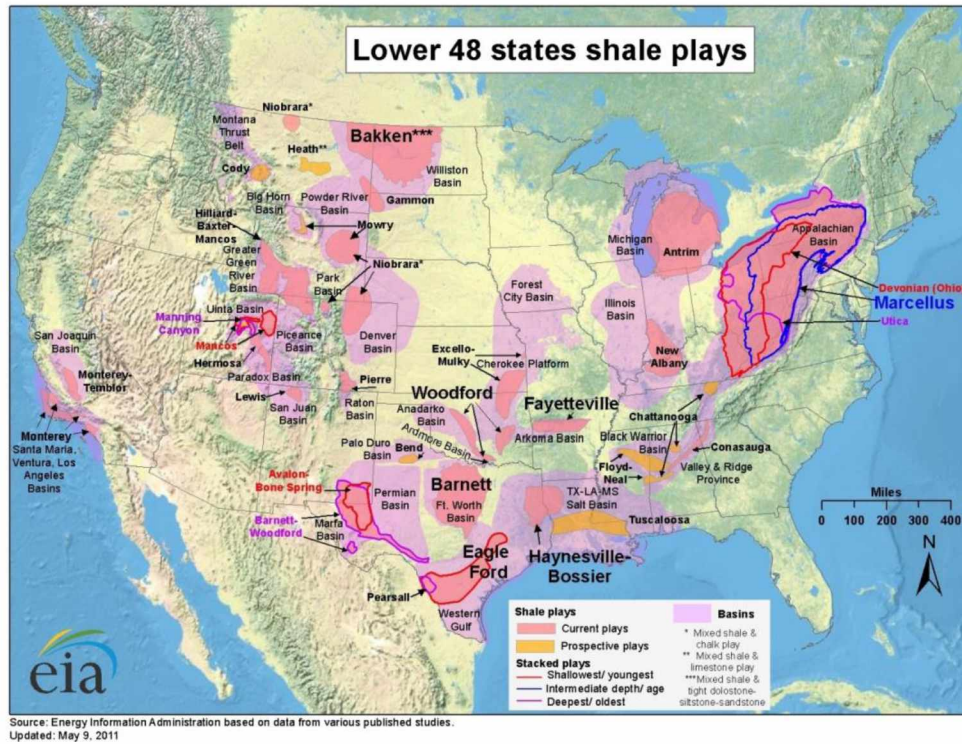 Lower 48 states shale plays
Niobrara*
Montana
Thrust
Belt
Bakken***
Heath**
Cody
Williston
Basin
Big Horn
Basin
Powder River
Basin
Gammon
Hilliard-
Baxter-
Mancos
Mowry
Greater
Green
River
Basin
Niobrara*
Park
Basin
Michigan
Basin
Antrim
Appalachian
Basin
Devonian (Ohio
Marcellus
Utica
Forest
City Basin
Illinois
Basin
Uinta Basin
Manning
Canyon
Mancos
Piceance
Basin
Denver
Basin
San Joaquin
Basin
Hermosa
Paradox Basin
Excello-
Mulky
Cherokee Platform
New
Albany
Monterey-
Temblor
Lewis
San Juan
Basin
Pierre
Raton
Basin
Woodford
Anadarko
Basin
Fayetteville
Chattanooga
Monterey
Santa Maria,
Ventura, Los
Angeles
Basins
Ardmore Basin
Arkoma Basin
Black Warrior
Basin
Conasauga
Palo Duro
Basin
Bend
Floyd-
Neal
Valley & Ridge
Province
Avalon-
Bone Spring
Permian
Basin
Barnett
Ft. Worth
Basin
TX-LA-MS
Salt Basin
Tuscaloosa
Barnett-
Woodford
Marfa
Basin
Eagle
Ford
Haynesville-
Bossier
Pearsall
Western
Gulf
Miles
0 100 200 300 400
N
Shale plays
Current plays
Prospective plays
Stacked plays
Shallowest/ youngest
Intermediate depth/ age
Deepest/ oldest
Basins
* Mixed shale &
chalk play
** Mixed shale &
limestone play
***Mixed shale &
tight dolostone-
siltstone-sandstone
eia
Source: Energy Information Administration based on data from various published studies.
Updated: May 9, 2011